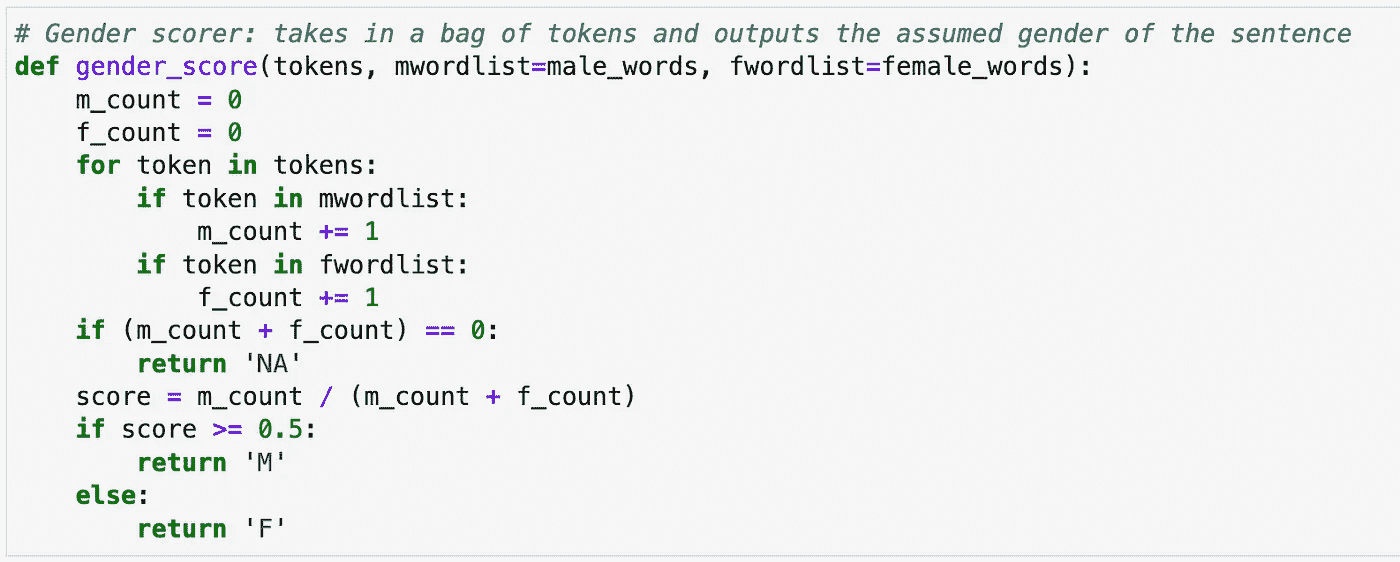 # Gender scorer: takes in a bag of tokens and outputs the assumed gender of the sentence
def gender_score(tokens, mwordlist=male_words, fwordlist=female_words):
    m_count = 0
    f_count = 0
    for token in tokens:
        if token in mwordlist:
            m_count += 1
        if token in fwordlist:
            f_count += 1
    if (m_count + f_count) == 0:
        return 'NA'
    score = m_count / (m_count + f_count)
    if score >= 0.5:
        return 'M'
    else:
        return 'F'